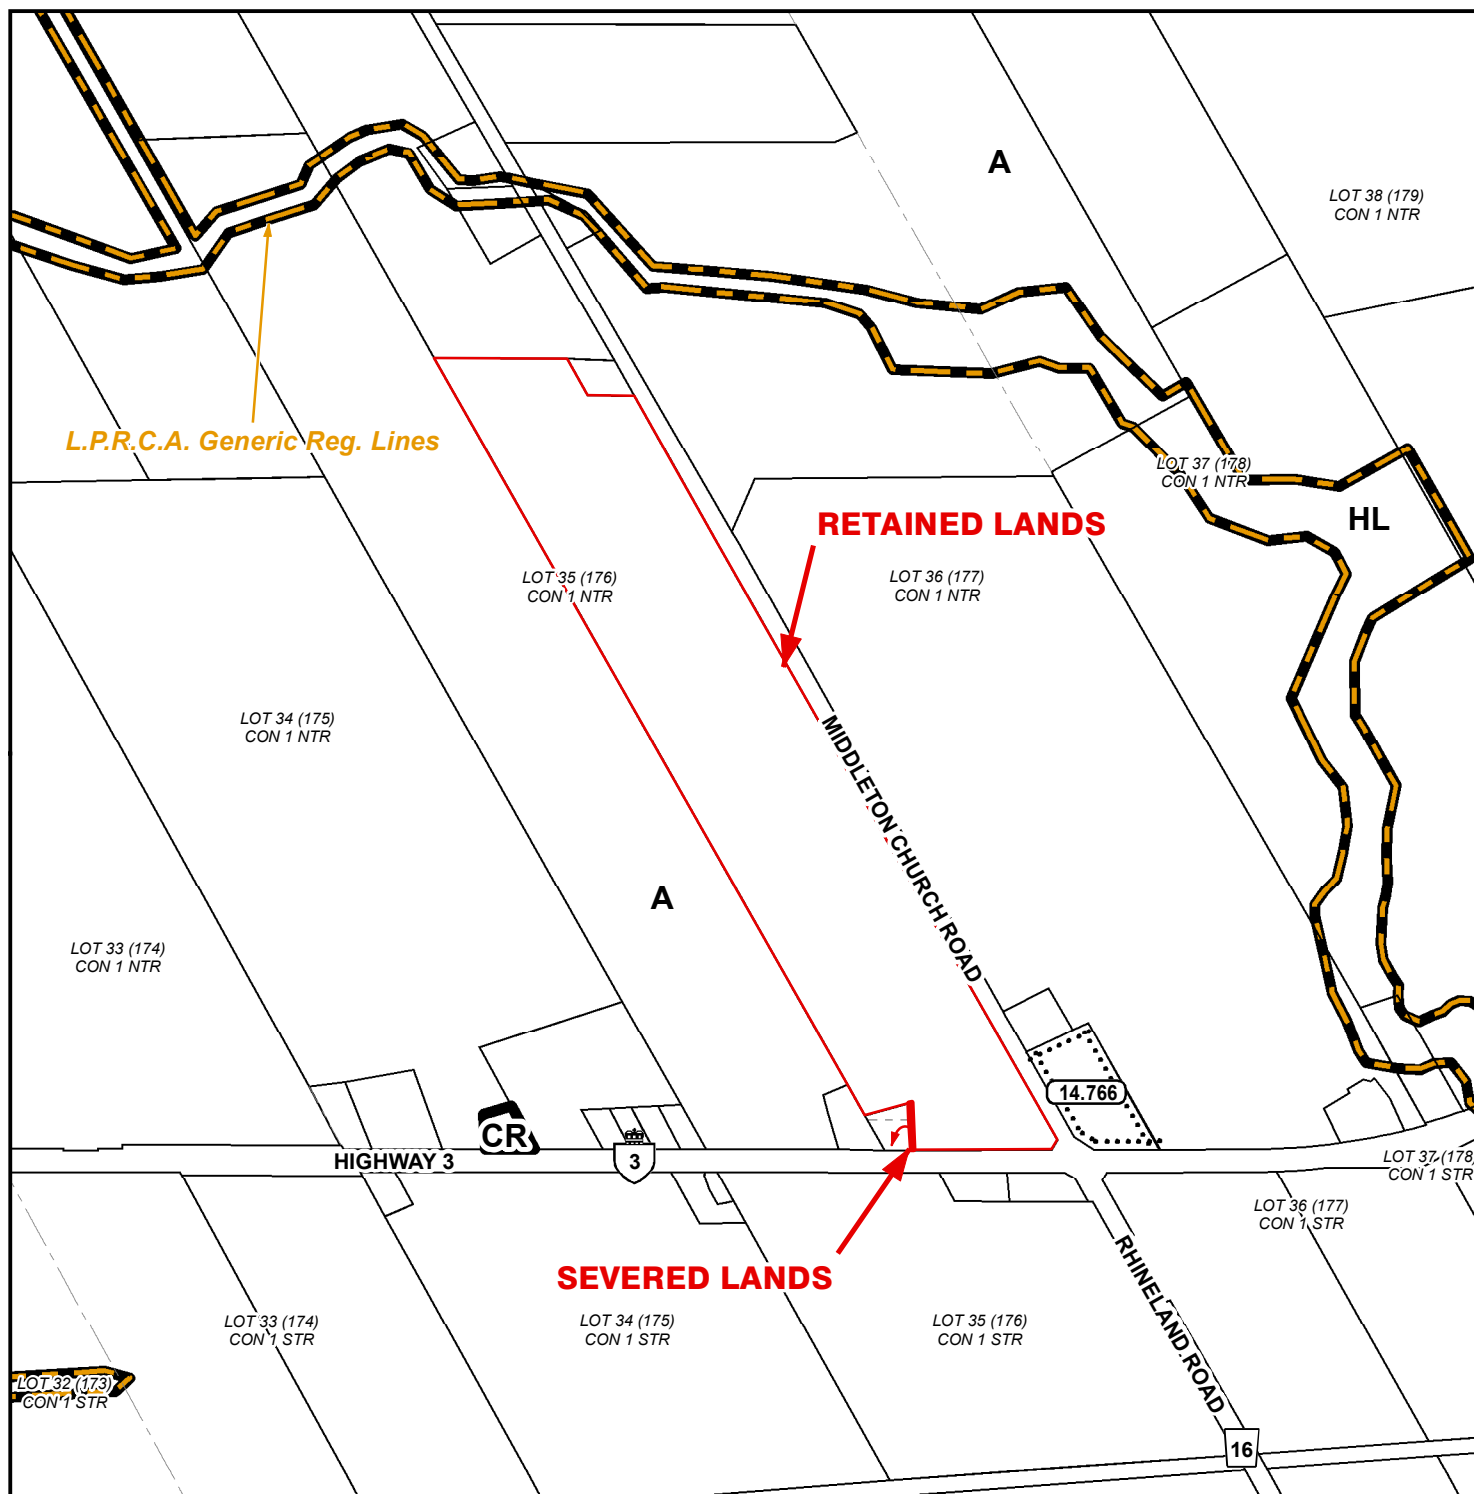 A
LOT 38 (179)
CON 1 NTR
L.P.R.C.A. Generic Reg. Lines
LOT 37 (178)
CON 1 NTR
HL
RETAINED LANDS
LOT 35 (176)
CON 1 NTR
LOT 36 (177)
CON 1 NTR
LOT 34 (175)
CON 1 NTR
MIDDLETON CHURCH ROAD
A
LOT 33 (174)
CON 1 NTR
14.766
CR
HIGHWAY 3
3
LOT 37 (178)
CON 1 STR
LOT 36 (177)
CON 1 STR
SEVERED LANDS
RHINELAND ROAD
LOT 33 (174)
CON 1 STR
LOT 34 (175)
CON 1 STR
LOT 35 (176)
CON 1 STR
LOT 32 (173)
CON 1 STR
16